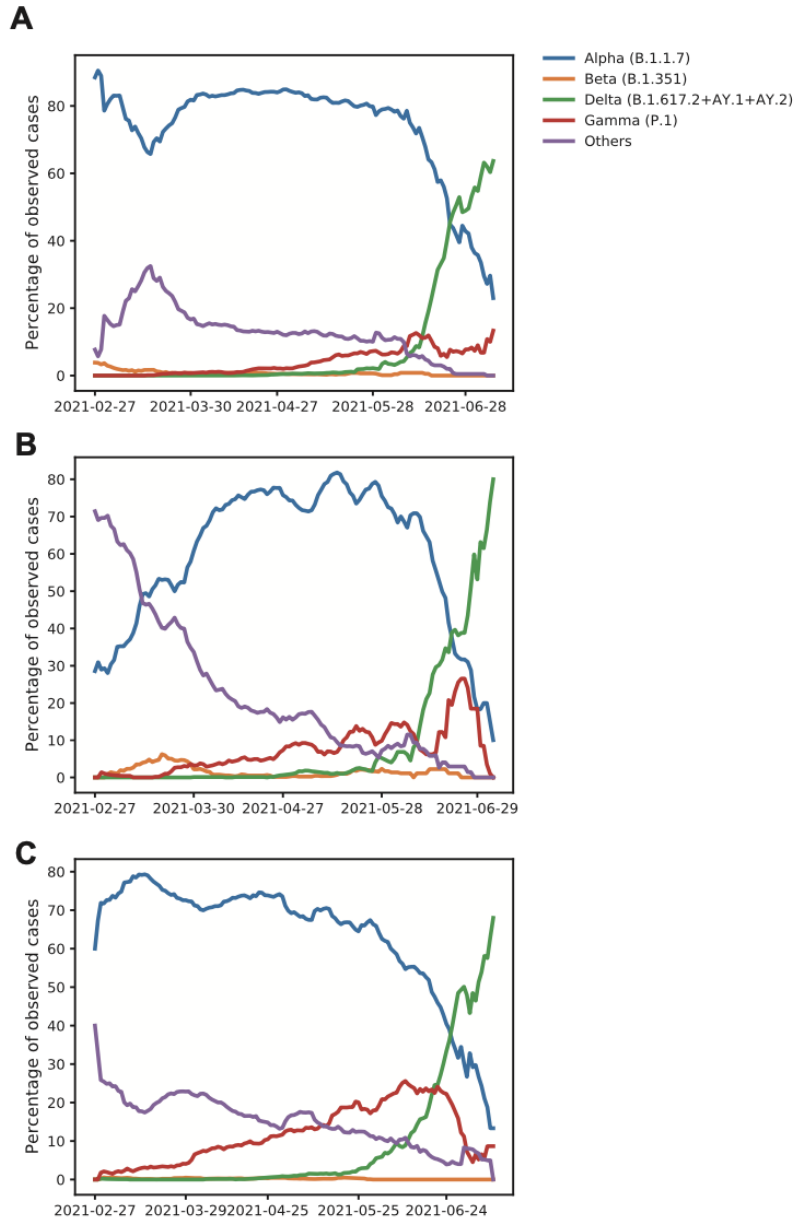 A
Alpha (B.1.1.7)
Beta (B.1.351)
Delta (B.1.617.2+AY.1+AY.2)
Gamma (P.1)
Others
Percentage of observed cases
80
60
40
20
0
2021-02-27 2021-03-30 2021-04-27 2021-05-28 2021-06-28
B
Percentage of observed cases
80
70
60
50
40
30
20
10
0
2021-02-27 2021-03-30 2021-04-27 2021-05-28 2021-06-29
C
Percentage of observed cases
80
70
60
50
40
30
20
10
0
2021-02-27 2021-03-29 2021-04-25 2021-05-25 2021-06-24